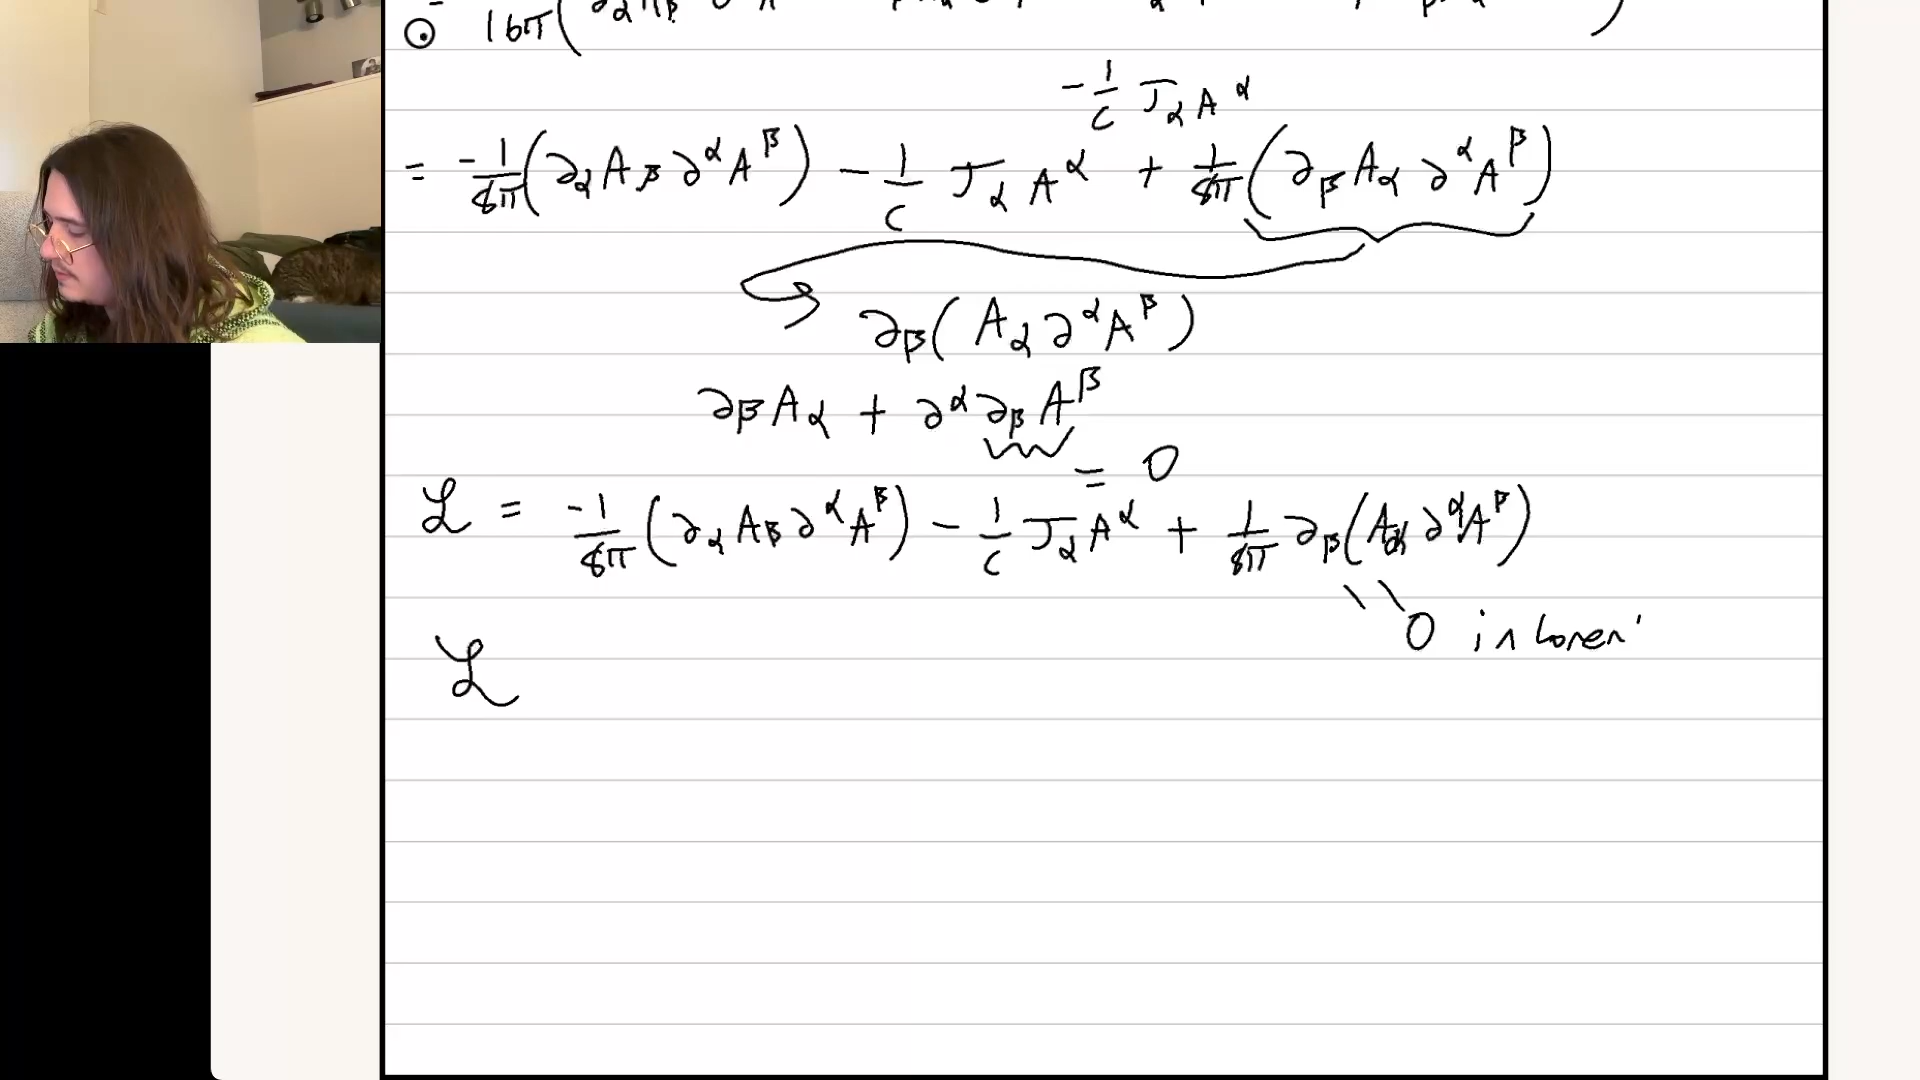 ⊙ 16π(
-1/c J_α A^α
= -1/8π (∂_α A_β ∂^α A^β) - 1/c J_α A^α + 1/8π (∂_β A_α ∂^α A^β)
∂_β (A_α ∂^α A^β)
∂_β A_α + ∂^α ∂_β A^β
= 0
ℒ = -1/8π (∂_α A_β ∂^α A^β) - 1/c J_α A^α + 1/8π ∂_β (A_α ∂^α A^β)
0 in Loren
ℒ